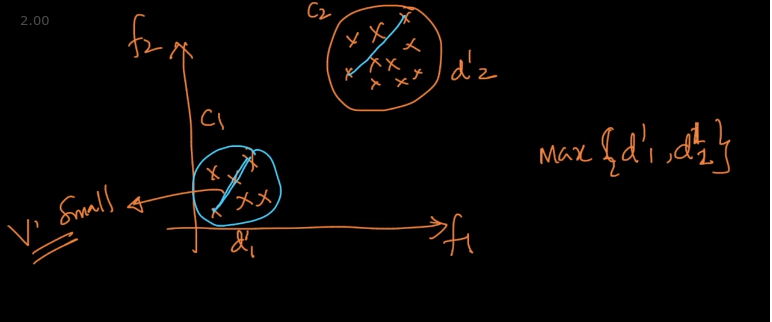 2.00
C2
f2
d'2
C1
Max {d'1, d'2}
V' Small
d'1
f1